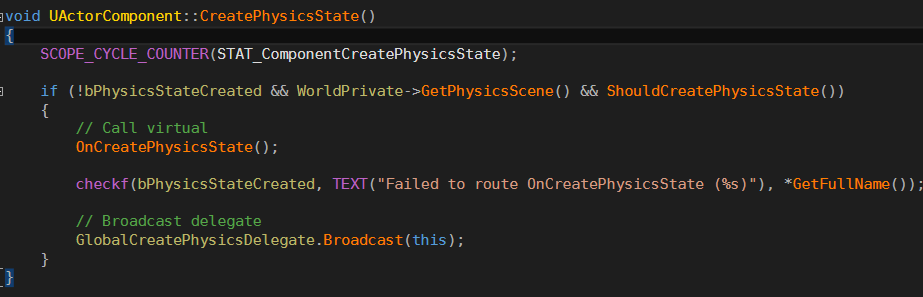 void UActorComponent::CreatePhysicsState()
{
SCOPE_CYCLE_COUNTER(STAT_ComponentCreatePhysicsState);
if (!bPhysicsStateCreated && WorldPrivate->GetPhysicsScene() && ShouldCreatePhysicsState())
{
// Call virtual
OnCreatePhysicsState();
checkf(bPhysicsStateCreated, TEXT("Failed to route OnCreatePhysicsState (%s)"), *GetFullName());
// Broadcast delegate
GlobalCreatePhysicsDelegate.Broadcast(this);
}
}